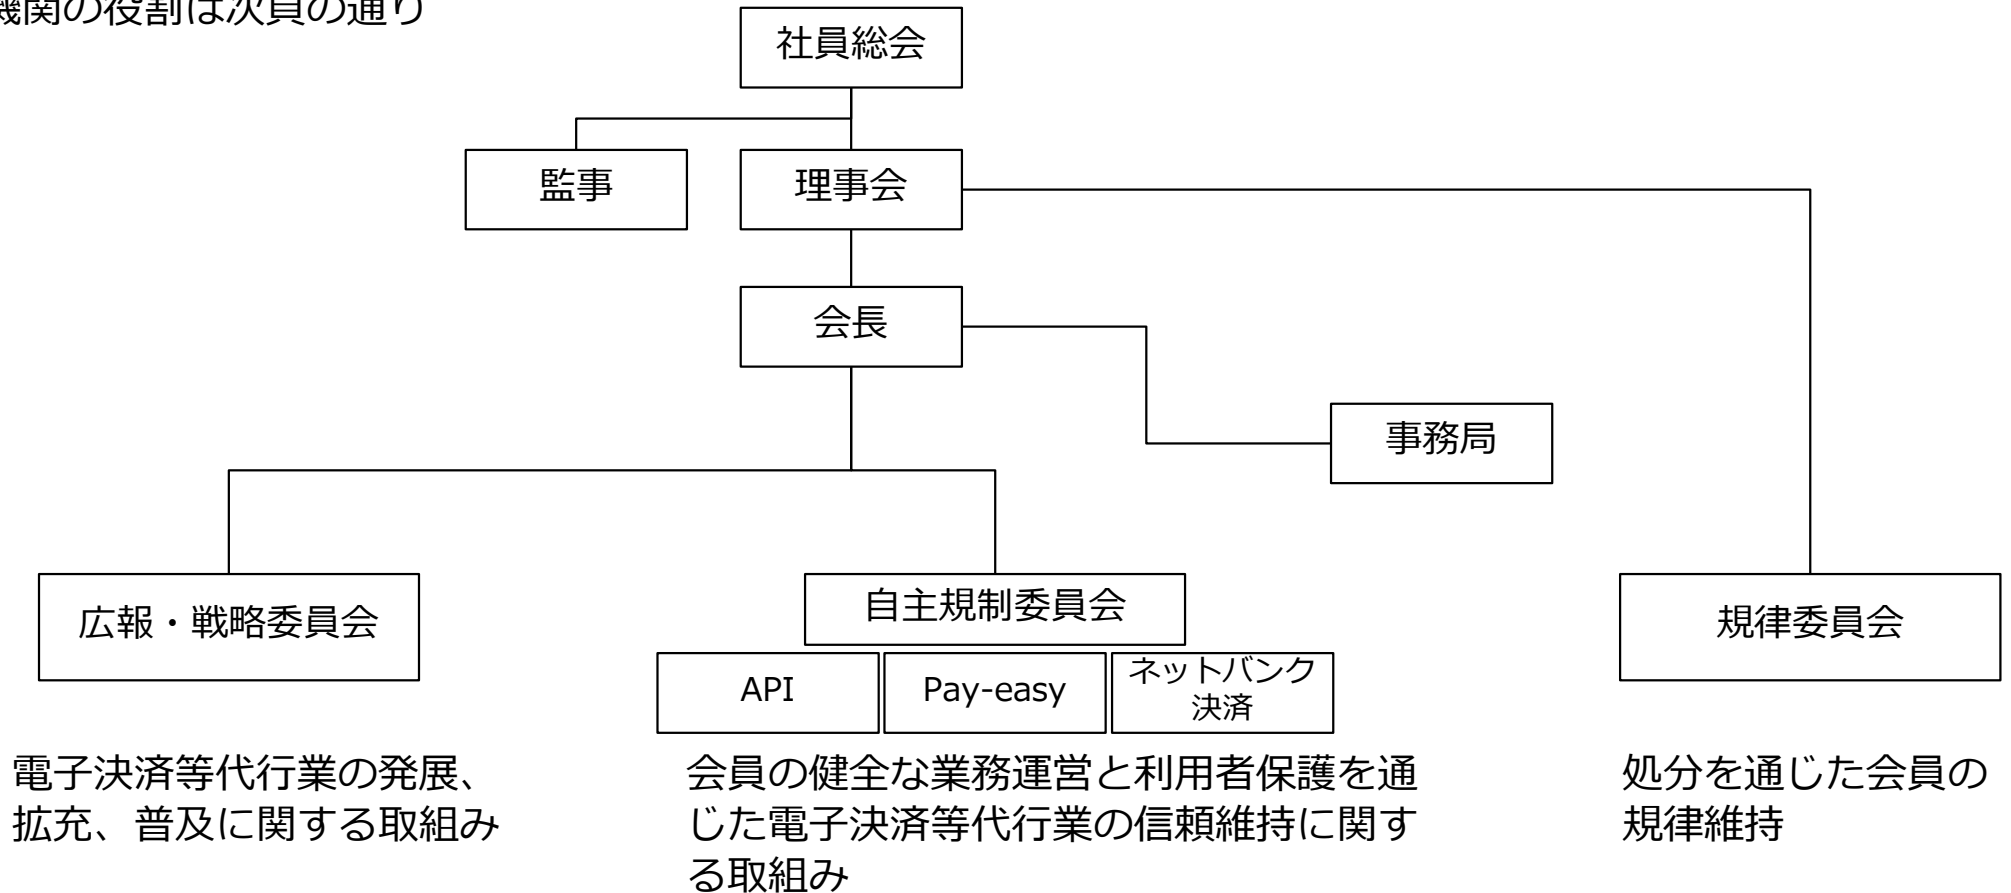 機関の役割は次頁の通り
社員総会
監事
理事会
会長
事務局
広報・戦略委員会
自主規制委員会
規律委員会
API
Pay-easy
ネットバンク
決済
電子決済等代行業の発展、
拡充、普及に関する取組み
会員の健全な業務運営と利用者保護を通
じた電子決済等代行業の信頼維持に関す
る取組み
処分を通じた会員の
規律維持